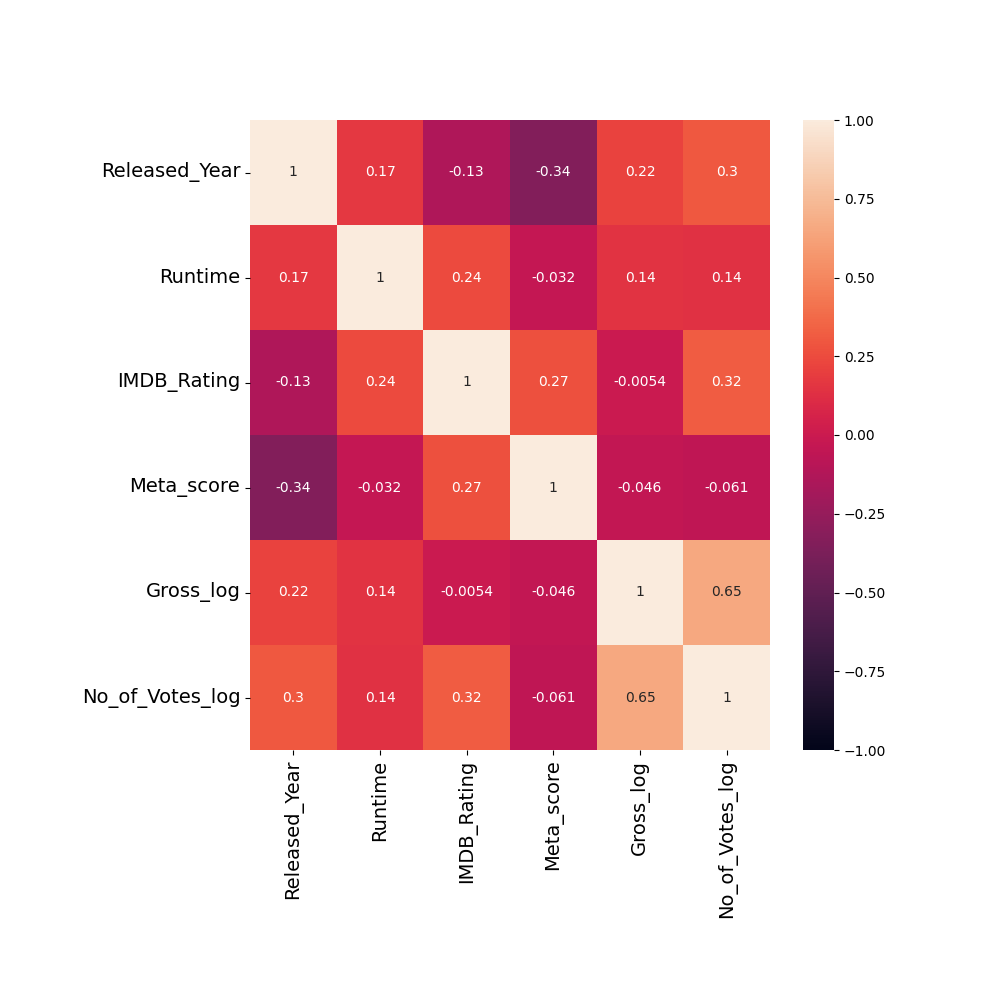 Released_Year 1 0.17 -0.13 -0.34 0.22 0.3
Runtime 0.17 1 0.24 -0.032 0.14 0.14
IMDB_Rating -0.13 0.24 1 0.27 -0.0054 0.32
Meta_score -0.34 -0.032 0.27 1 -0.046 -0.061
Gross_log 0.22 0.14 -0.0054 -0.046 1 0.65
No_of_Votes_log 0.3 0.14 0.32 -0.061 0.65 1
Released_Year
Runtime
IMDB_Rating
Meta_score
Gross_log
No_of_Votes_log
1.00
0.75
0.50
0.25
0.00
−0.25
−0.50
−0.75
−1.00